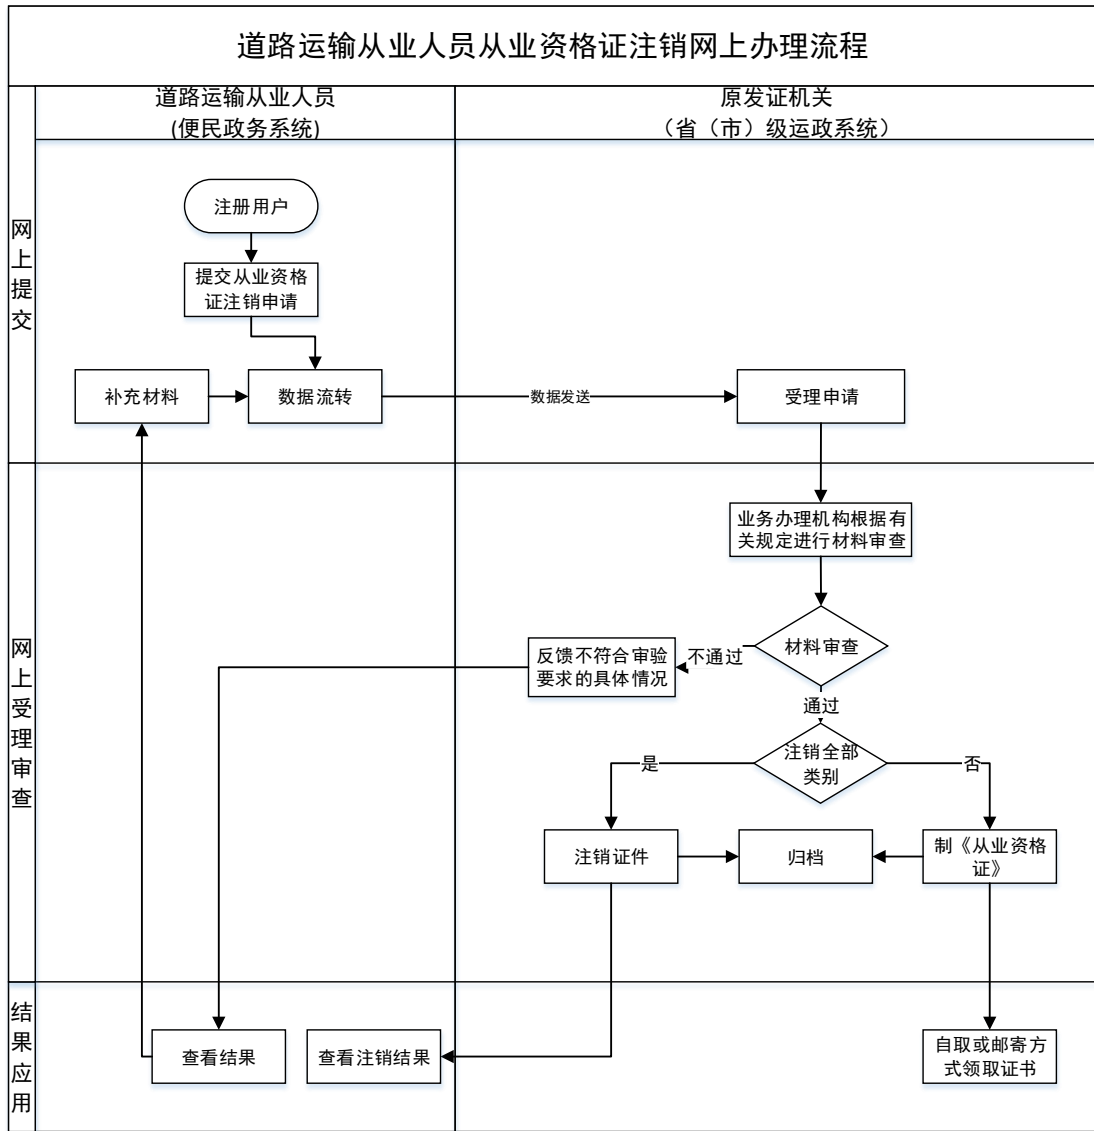 道路运输从业人员从业资格证注销网上办理流程
道路运输从业人员
(便民政务系统)
原发证机关
（省（市）级运政系统）
网上提交
注册用户
提交从业资格
证注销申请
补充材料
数据流转
数据发送
受理申请
网上受理审查
业务办理机构根据有
关规定进行材料审查
材料审查
不通过
反馈不符合审验
要求的具体情况
通过
注销全部
类别
是
否
注销证件
归档
制《从业资格
证》
结果应用
查看结果
查看注销结果
自取或邮寄方
式领取证书